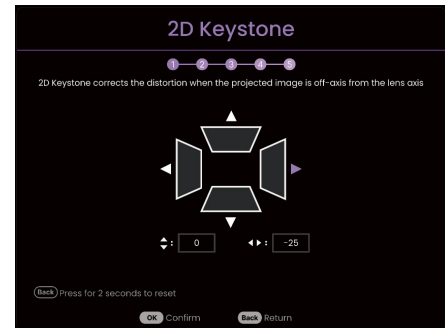 2D Keystone
1 2 3 4 5
2D Keystone corrects the distortion when the projected image is off-axis from the lens axis
: 0 : -25
Back Press for 2 seconds to reset
OK Confirm Back Return